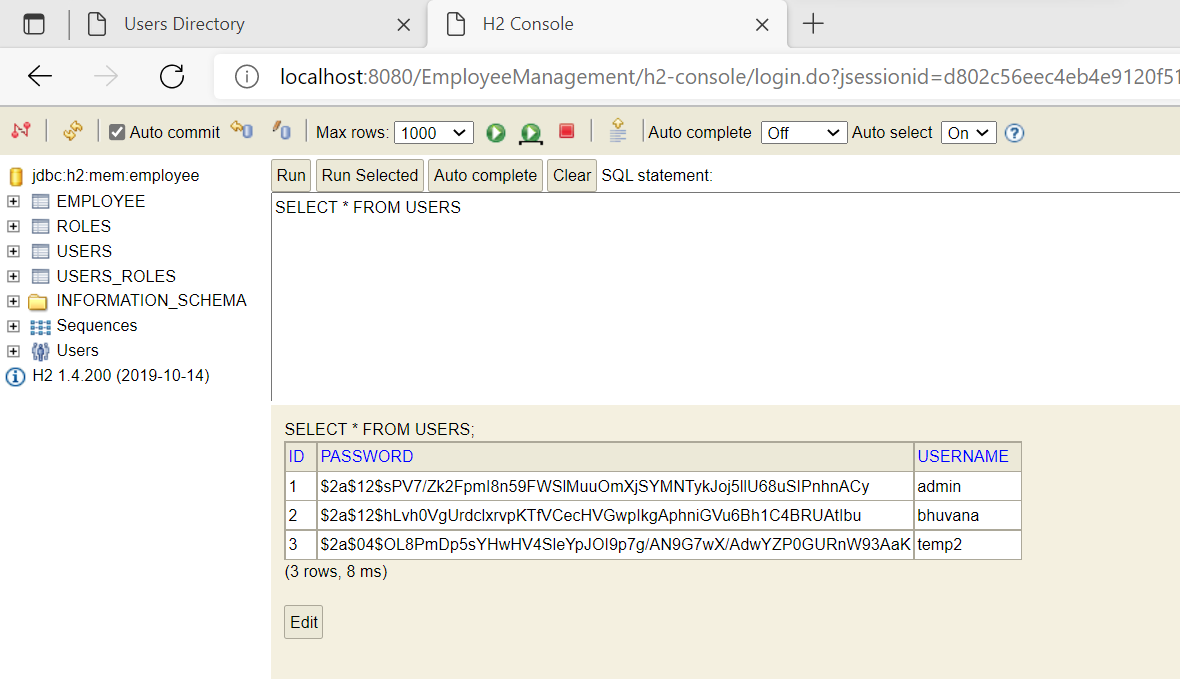 Users Directory
H2 Console
localhost:8080/EmployeeManagement/h2-console/login.do?jsessionid=d802c56eec4eb4e9120f51
Auto commit Max rows: 1000 Auto complete Off Auto select On
jdbc:h2:mem:employee
EMPLOYEE
ROLES
USERS
USERS_ROLES
INFORMATION_SCHEMA
Sequences
Users
H2 1.4.200 (2019-10-14)
Run Run Selected Auto complete Clear SQL statement:
SELECT * FROM USERS
SELECT * FROM USERS;
ID PASSWORD USERNAME
1 $2a$12$sPV7/Zk2FpmI8n59FWSlMuuOmXjSYMNTykJoj5llU68uSIPnhnACy admin
2 $2a$12$hLvh0VgUrdclxrvpKTfVCecHVGwplkgAphniGVu6Bh1C4BRUAtIbu bhuvana
3 $2a$04$OL8PmDp5sYHwHV4SleYpJOI9p7g/AN9G7wX/AdwYZP0GURnW93AaK temp2
(3 rows, 8 ms)
Edit